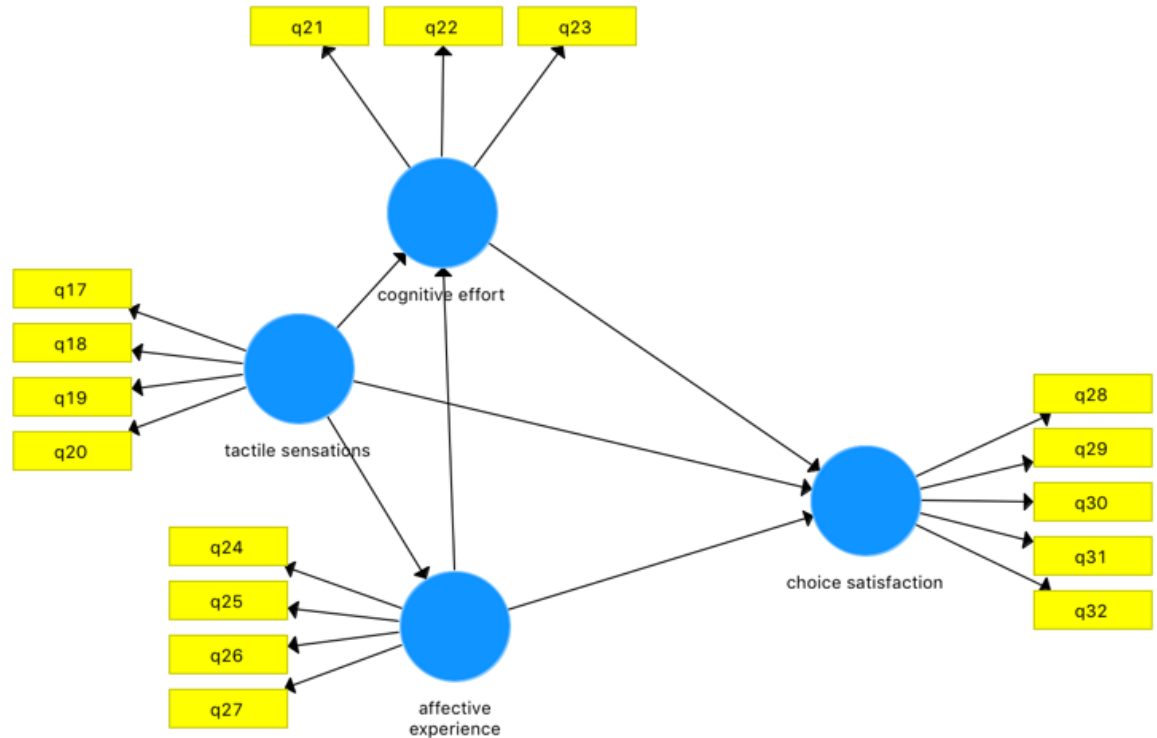 q21
q22
q23
cognitive effort
q17
q18
q19
q20
tactile sensations
q24
q25
q26
q27
affective
experience
q28
q29
q30
q31
q32
choice satisfaction